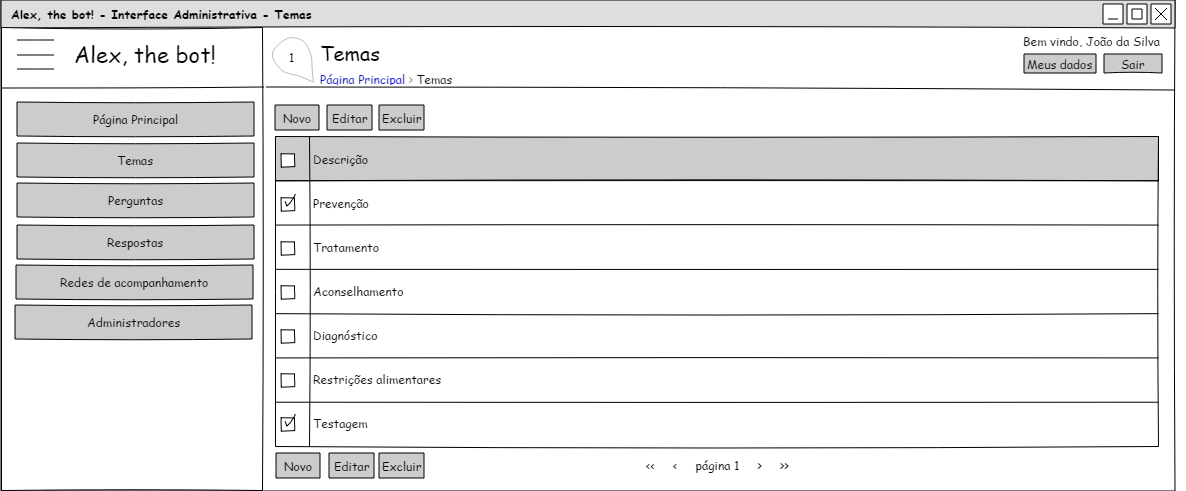 Alex, the bot! - Interface Administrativa - Temas
Alex, the bot!
Página Principal
Temas
Perguntas
Respostas
Redes de acompanhamento
Administradores
1
Temas
Página Principal > Temas
Bem vindo, João da Silva
Meus dados Sair
Novo Editar Excluir
Descrição
Prevenção
Tratamento
Aconselhamento
Diagnóstico
Restrições alimentares
Testagem
Novo Editar Excluir
<< < página 1 > >>